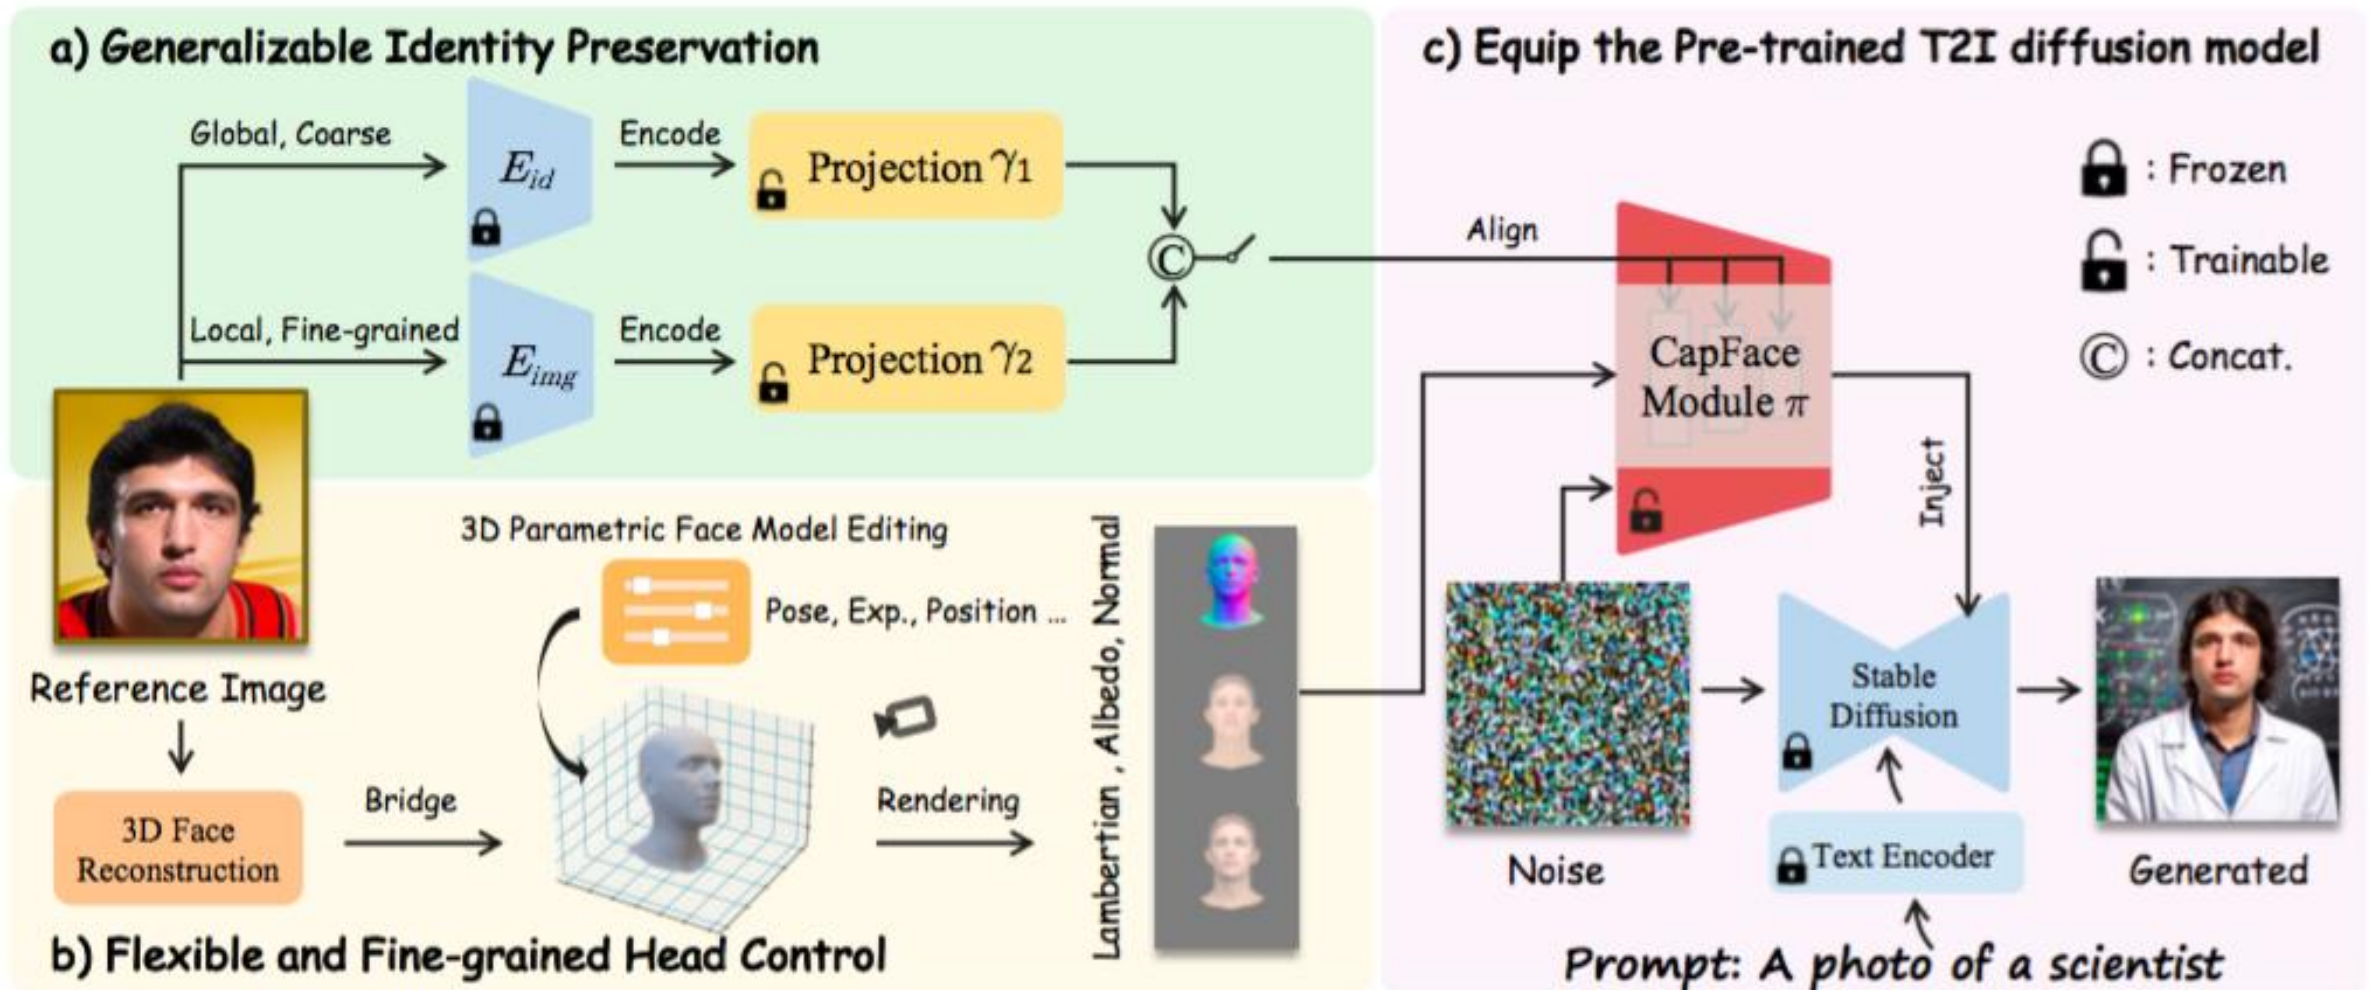 a) Generalizable Identity Preservation
Global, Coarse
E_id
Encode
Projection γ1
Local, Fine-grained
E_img
Encode
Projection γ2
C
Reference Image
3D Face
Reconstruction
Bridge
3D Parametric Face Model Editing
Pose, Exp., Position ...
Rendering
Lambertian , Albedo, Normal
b) Flexible and Fine-grained Head Control
c) Equip the Pre-trained T2I diffusion model
: Frozen
: Trainable
C : Concat.
Align
CapFace
Module π
Inject
Noise
Stable
Diffusion
Text Encoder
Generated
Prompt: A photo of a scientist